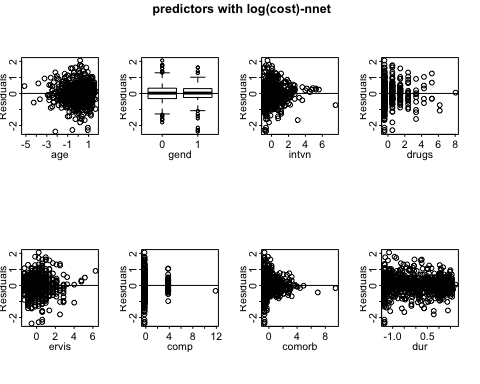 predictors with log(cost)-nnet
Residuals
-2 0 1 2
-5 -3 -1 1
age
Residuals
-2 0 1 2
0 1
gend
Residuals
-2 0 1 2
0 2 4 6 8
intvn
Residuals
-2 0 1 2
0 2 4 6 8
drugs
Residuals
-2 0 1 2
0 2 4 6
ervis
Residuals
-2 0 1 2
0 4 8 12
comp
Residuals
-2 0 1 2
0 4 8
comorb
Residuals
-2 0 1 2
-1.0 0.5
dur